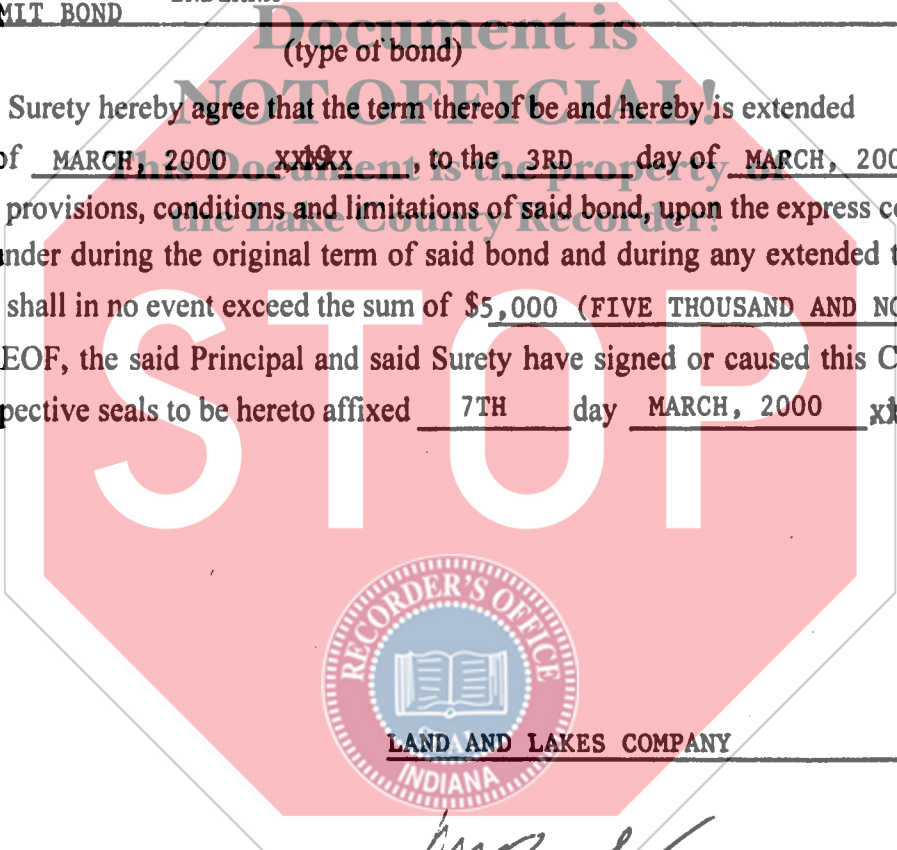 MIT BOND
Document is
(type of bond)
NOT OFFICIAL!
Surety hereby agree that the term thereof be and hereby is extended
of MARCH, 2000 , to the 3RD day of MARCH, 200
This Document is the property of
provisions, conditions and limitations of said bond, upon the express c
the Lake County Recorder!
nder during the original term of said bond and during any extended t
shall in no event exceed the sum of $5,000 (FIVE THOUSAND AND NO
EOF, the said Principal and said Surety have signed or caused this C
pective seals to be hereto affixed 7TH day MARCH, 2000
STOP
RECORDER'S OFFICE
SEAL
LAND AND LAKES COMPANY
INDIANA